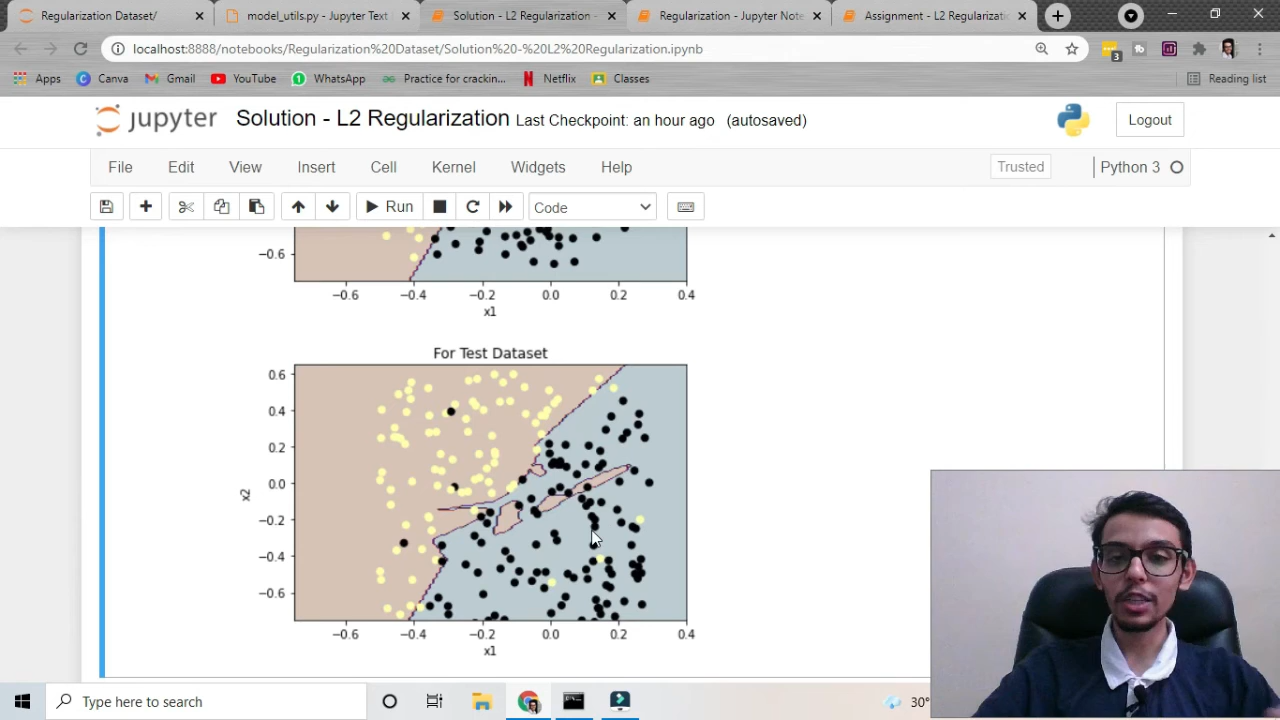 Regularization Dataset/
model_utils.py - Jupyter Text
Solution - L2 Regularization -
Regularization - Jupyter Note
Assignment - L2 Regularizatio
localhost:8888/notebooks/Regularization%20Dataset/Solution%20-%20L2%20Regularization.ipynb
3
Apps
Canva
Gmail
YouTube
WhatsApp
Practice for crackin...
Netflix
Classes
Reading list
jupyter
Solution - L2 Regularization Last Checkpoint: an hour ago (autosaved)
Logout
File Edit View Insert Cell Kernel Widgets Help
Trusted
Python 3
Run
Code
−0.6
−0.6 −0.4 −0.2 0.0 0.2 0.4
x1
For Test Dataset
0.6
0.4
0.2
0.0
−0.2
−0.4
−0.6
x2
−0.6 −0.4 −0.2 0.0 0.2 0.4
x1
Type here to search
30°